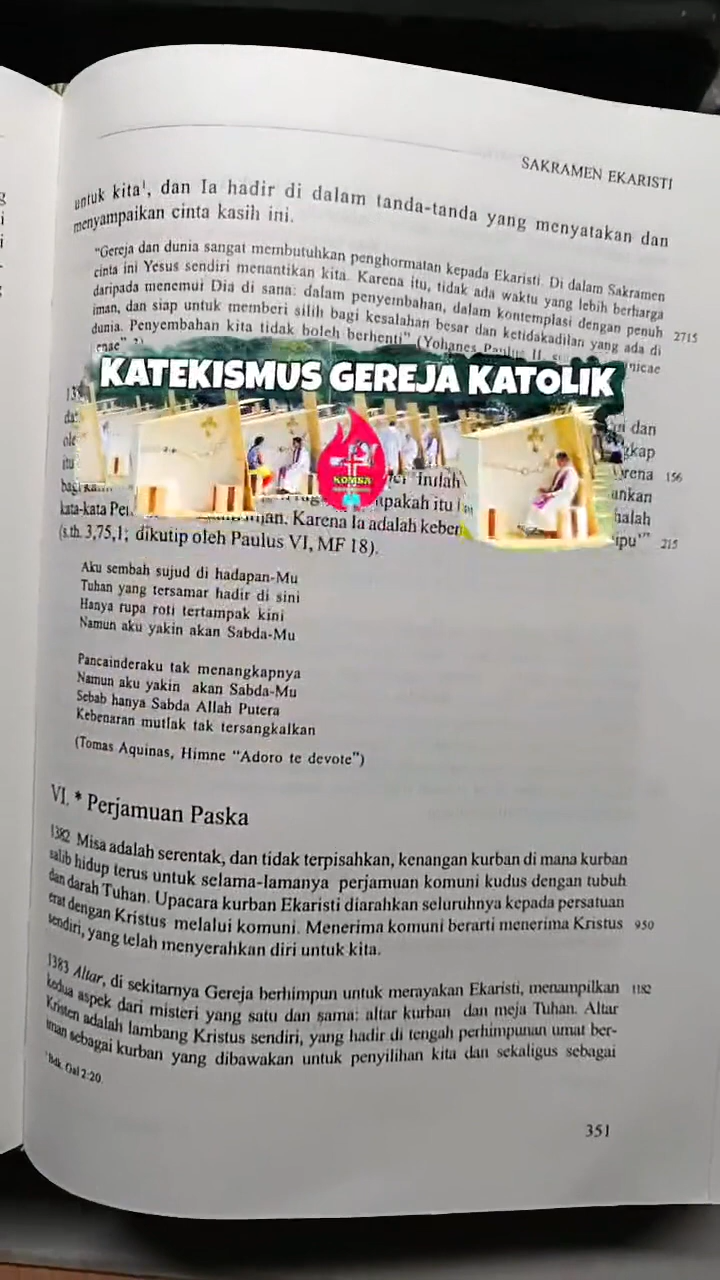 SAKRAMEN EKARISTI
untuk kita¹, dan Ia hadir di dalam tanda-tanda yang menyatakan dan
menyampaikan cinta kasih ini.
“Gereja dan dunia sangat membutuhkan penghormatan kepada Ekaristi. Di dalam Sakramen
cinta ini Yesus sendiri menantikan kita. Karena itu, tidak ada waktu yang lebih berharga
daripada menemui Dia di sana: dalam penyembahan, dalam kontemplasi dengan penuh
iman, dan siap untuk memberi silih bagi kesalahan besar dan ketidakadilan yang ada di 2715
dunia. Penyembahan kita tidak boleh berhenti” (Yohanes Paulus II,
KATEKISMUS GEREJA KATOLIK
dan
156
KOMSA
itu
kata-kata Karena Ia adalah
(s.th. 3,75,1; dikutip oleh Paulus VI, MF 18). 215
Aku sembah sujud di hadapan-Mu
Tuhan yang tersamar hadir di sini
Hanya rupa roti tertampak kini
Namun aku yakin akan Sabda-Mu
Pancainderaku tak menangkapnya
Namun aku yakin akan Sabda-Mu
Sebab hanya Sabda Allah Putera
Kebenaran mutlak tak tersangkalkan
(Tomas Aquinas, Himne “Adoro te devote”)
VI. * Perjamuan Paska
1382 Misa adalah serentak, dan tidak terpisahkan, kenangan kurban di mana kurban
salib hidup terus untuk selama-lamanya perjamuan komuni kudus dengan tubuh
dan darah Tuhan. Upacara kurban Ekaristi diarahkan seluruhnya kepada persatuan
erat dengan Kristus melalui komuni. Menerima komuni berarti menerima Kristus 950
sendiri, yang telah menyerahkan diri untuk kita.
1383 Altar, di sekitarnya Gereja berhimpun untuk merayakan Ekaristi, menampilkan 1182
kedua aspek dari misteri yang satu dan sama: altar kurban dan meja Tuhan. Altar
Kristen adalah lambang Kristus sendiri, yang hadir di tengah perhimpunan umat ber-
iman sebagai kurban yang dibawakan untuk penyilihan kita dan sekaligus sebagai
¹ Bdk. Gal 2:20.
351